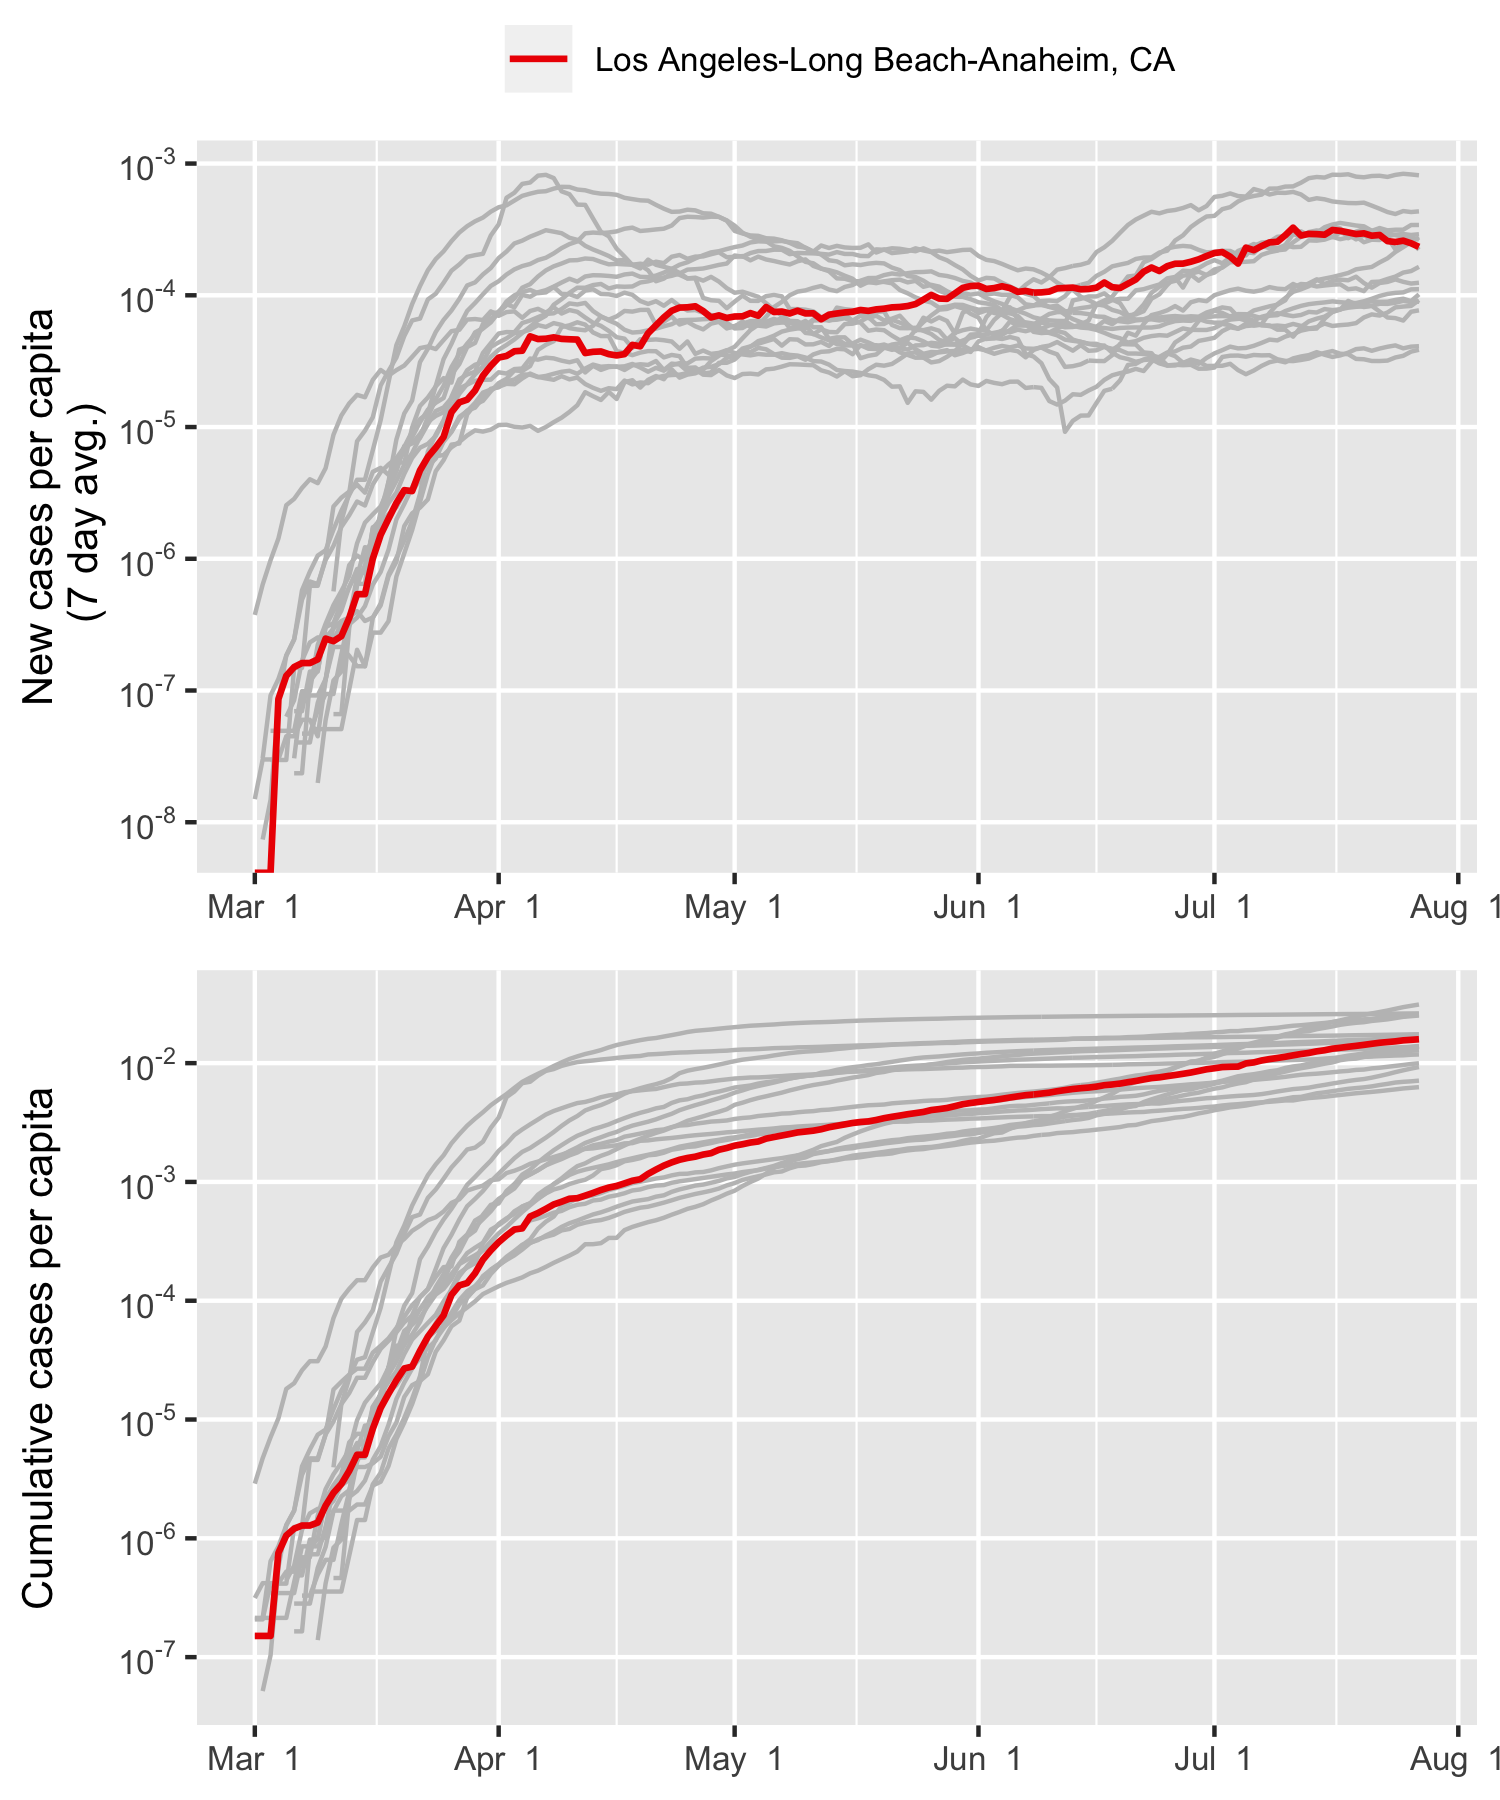 Los Angeles-Long Beach-Anaheim, CA
New cases per capita
(7 day avg.)
10⁻³
10⁻⁴
10⁻⁵
10⁻⁶
10⁻⁷
10⁻⁸
Mar 1 Apr 1 May 1 Jun 1 Jul 1 Aug 1
Cumulative cases per capita
10⁻²
10⁻³
10⁻⁴
10⁻⁵
10⁻⁶
10⁻⁷
Mar 1 Apr 1 May 1 Jun 1 Jul 1 Aug 1